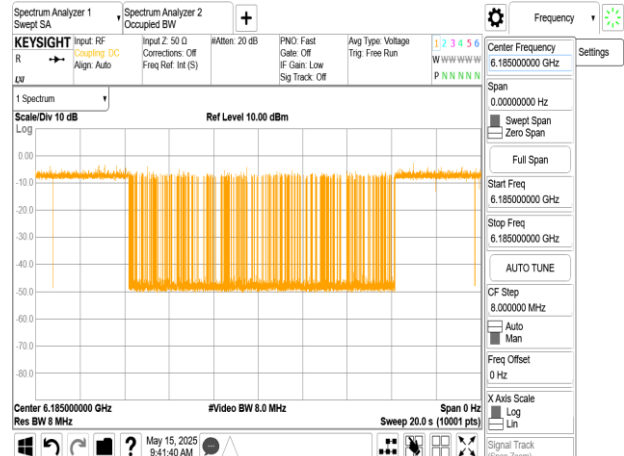 Spectrum Analyzer 1
Swept SA
Spectrum Analyzer 2
Occupied BW
+
Frequency
KEYSIGHT
R
LXI
Input: RF
Coupling: DC
Align: Auto
Input Z: 50 Ω
Corrections: Off
Freq Ref: Int (S)
#Atten: 20 dB
PNO: Fast
Gate: Off
IF Gain: Low
Sig Track: Off
Avg Type: Voltage
Trig: Free Run
1 2 3 4 5 6
W W W W W W
P N N N N N
Center Frequency
6.185000000 GHz
Settings
Span
0.00000000 Hz
Swept Span
Zero Span
Full Span
Start Freq
6.185000000 GHz
Stop Freq
6.185000000 GHz
AUTO TUNE
CF Step
8.000000 MHz
Auto
Man
Freq Offset
0 Hz
X Axis Scale
Log
Lin
Signal Track
(Span Zoom)
1 Spectrum
Scale/Div 10 dB
Ref Level 10.00 dBm
Log
0.00
-10.0
-20.0
-30.0
-40.0
-50.0
-60.0
-70.0
-80.0
Center 6.185000000 GHz
#Video BW 8.0 MHz
Span 0 Hz
Res BW 8 MHz
Sweep 20.0 s (10001 pts)
?
May 15, 2025
9:41:40 AM